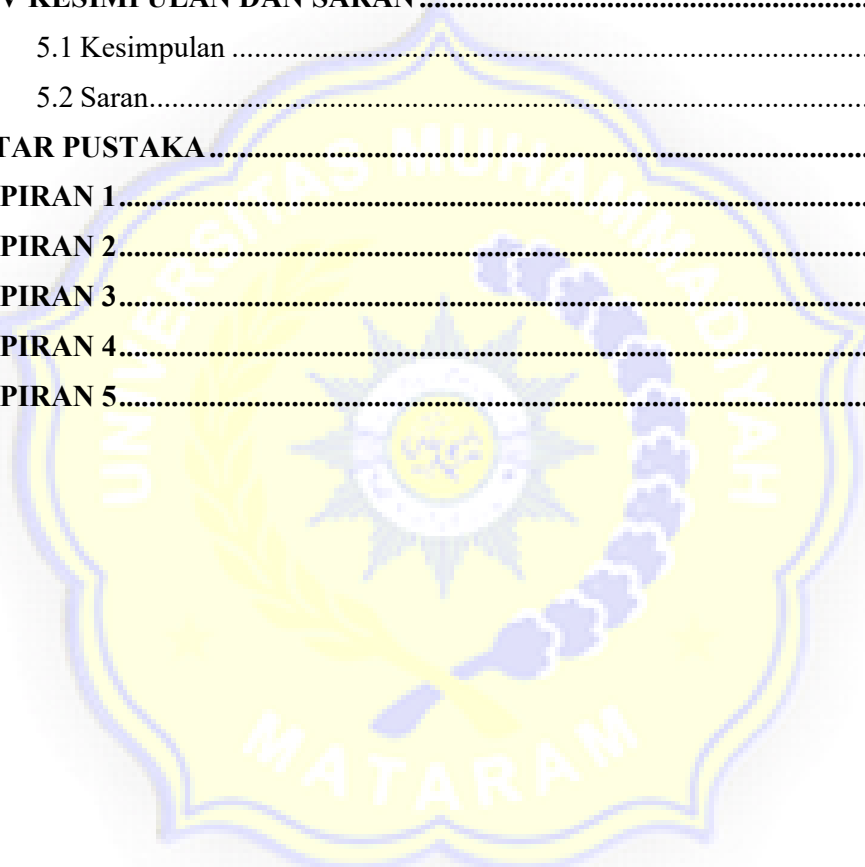 V KESIMPULAN DAN SARAN
5.1 Kesimpulan
5.2 Saran
TAR PUSTAKA
PIRAN 1
PIRAN 2
PIRAN 3
PIRAN 4
PIRAN 5
UNIVERSITAS MUHAMMADIYAH
MATARAM